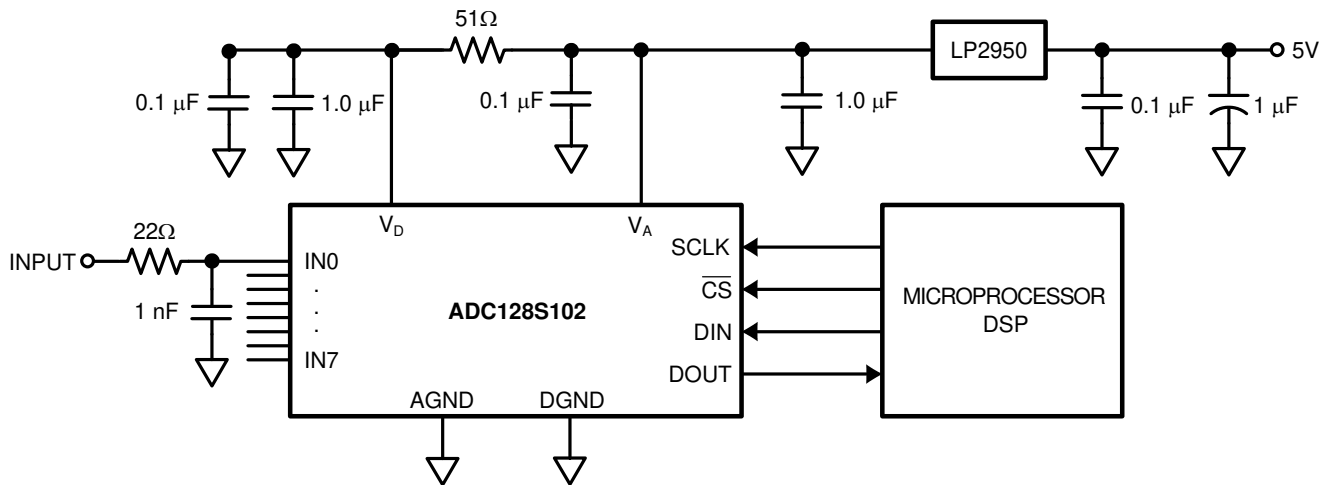 51Ω
LP2950
5V
0.1 µF
1.0 µF
0.1 µF
1.0 µF
0.1 µF
1 µF
V_D
V_A
22Ω
INPUT
IN0
.
.
.
IN7
1 nF
ADC128S102
SCLK
C̅S̅
DIN
DOUT
MICROPROCESSOR
DSP
AGND
DGND